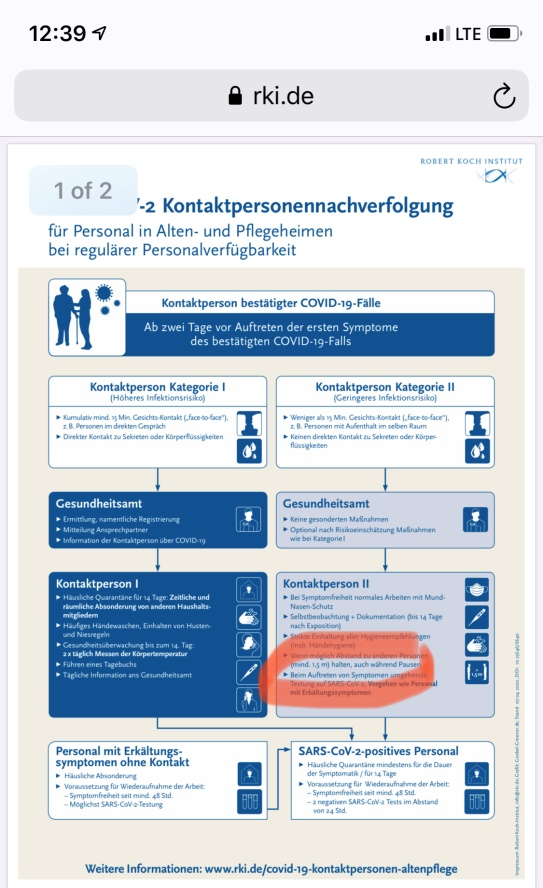 12:39
LTE
rki.de
ROBERT KOCH INSTITUT
1 of 2
V-2 Kontaktpersonennachverfolgung
für Personal in Alten- und Pflegeheimen
bei regulärer Personalverfügbarkeit
Kontaktperson bestätigter COVID-19-Fälle
Ab zwei Tage vor Auftreten der ersten Symptome
des bestätigten COVID-19-Falls
Kontaktperson Kategorie I
(Höheres Infektionsrisiko)
▶ Kumulativ mind. 15 Min. Gesichts-Kontakt („face-to-face“),
z. B. Personen im direkten Gespräch
▶ Direkter Kontakt zu Sekreten oder Körperflüssigkeiten
Kontaktperson Kategorie II
(Geringeres Infektionsrisiko)
▶ Weniger als 15 Min. Gesichts-Kontakt („face-to-face“),
z. B. Personen mit Aufenthalt im selben Raum
▶ Keinen direkten Kontakt zu Sekreten oder Körper-
flüssigkeiten
Gesundheitsamt
▶ Ermittlung, namentliche Registrierung
▶ Mitteilung Ansprechpartner
▶ Information der Kontaktperson über COVID-19
Gesundheitsamt
▶ Keine gesonderten Maßnahmen
▶ Optional nach Risikoeinschätzung Maßnahmen
wie bei Kategorie I
Kontaktperson I
▶ Häusliche Quarantäne für 14 Tage: Zeitliche und
räumliche Absonderung von anderen Haushalts-
mitgliedern
▶ Häufiges Händewaschen, Einhalten von Husten-
und Niesregeln
▶ Gesundheitsüberwachung bis zum 14. Tag:
2 x täglich Messen der Körpertemperatur
▶ Führen eines Tagebuchs
▶ Tägliche Information ans Gesundheitsamt
Kontaktperson II
▶ Bei Symptomfreiheit normales Arbeiten mit Mund-
Nasen-Schutz
▶ Selbstbeobachtung + Dokumentation (bis 14 Tage
nach Exposition)
▶ Strikte Einhaltung aller Hygieneempfehlungen
(insb. Händehygiene)
▶ Wenn möglich Abstand zu anderen Personen
(mind. 1,5 m) halten, auch während Pausen
▶ Beim Auftreten von Symptomen umgehende
Testung auf SARS-CoV-2: Vorgehen wie Personal
mit Erkältungssymptomen
1,5m
Personal mit Erkältungs-
symptomen ohne Kontakt
▶ Häusliche Absonderung
▶ Voraussetzung für Wiederaufnahme der Arbeit:
– Symptomfreiheit seit mind. 48 Std.
– Möglichst SARS-CoV-2-Testung
SARS-CoV-2-positives Personal
▶ Häusliche Quarantäne mindestens für die Dauer
der Symptomatik / für 14 Tage
▶ Voraussetzung für Wiederaufnahme der Arbeit:
– Symptomfreiheit seit mind. 48 Std.
– 2 negativen SARS-CoV-2 Tests im Abstand
von 24 Std.
Weitere Informationen: www.rki.de/covid-19-kontaktpersonen-altenpflege